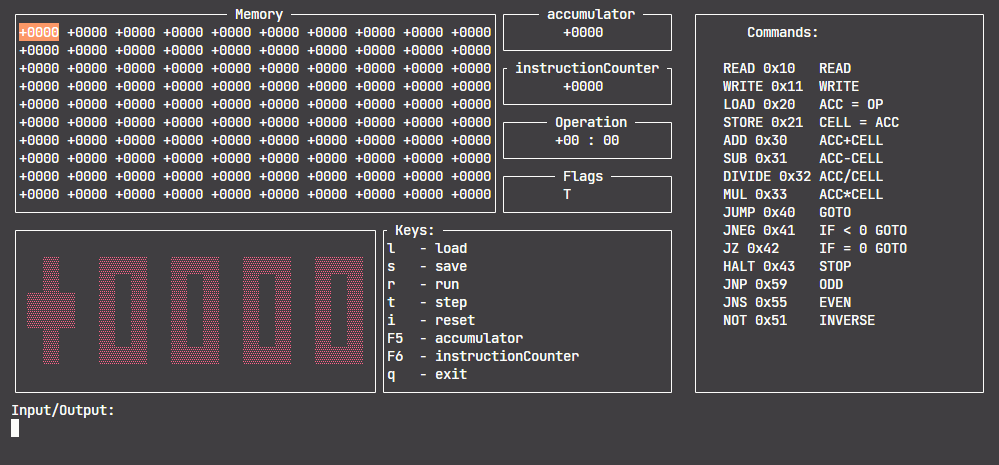 Memory
+0000 +0000 +0000 +0000 +0000 +0000 +0000 +0000 +0000 +0000
+0000 +0000 +0000 +0000 +0000 +0000 +0000 +0000 +0000 +0000
+0000 +0000 +0000 +0000 +0000 +0000 +0000 +0000 +0000 +0000
+0000 +0000 +0000 +0000 +0000 +0000 +0000 +0000 +0000 +0000
+0000 +0000 +0000 +0000 +0000 +0000 +0000 +0000 +0000 +0000
+0000 +0000 +0000 +0000 +0000 +0000 +0000 +0000 +0000 +0000
+0000 +0000 +0000 +0000 +0000 +0000 +0000 +0000 +0000 +0000
+0000 +0000 +0000 +0000 +0000 +0000 +0000 +0000 +0000 +0000
+0000 +0000 +0000 +0000 +0000 +0000 +0000 +0000 +0000 +0000
+0000 +0000 +0000 +0000 +0000 +0000 +0000 +0000 +0000 +0000
accumulator
+0000
instructionCounter
+0000
Operation
+00 : 00
Flags
T
Commands:
READ 0x10 READ
WRITE 0x11 WRITE
LOAD 0x20 ACC = OP
STORE 0x21 CELL = ACC
ADD 0x30 ACC+CELL
SUB 0x31 ACC-CELL
DIVIDE 0x32 ACC/CELL
MUL 0x33 ACC*CELL
JUMP 0x40 GOTO
JNEG 0x41 IF < 0 GOTO
JZ 0x42 IF = 0 GOTO
HALT 0x43 STOP
JNP 0x59 ODD
JNS 0x55 EVEN
NOT 0x51 INVERSE
+0000
Keys:
l - load
s - save
r - run
t - step
i - reset
F5 - accumulator
F6 - instructionCounter
q - exit
Input/Output: